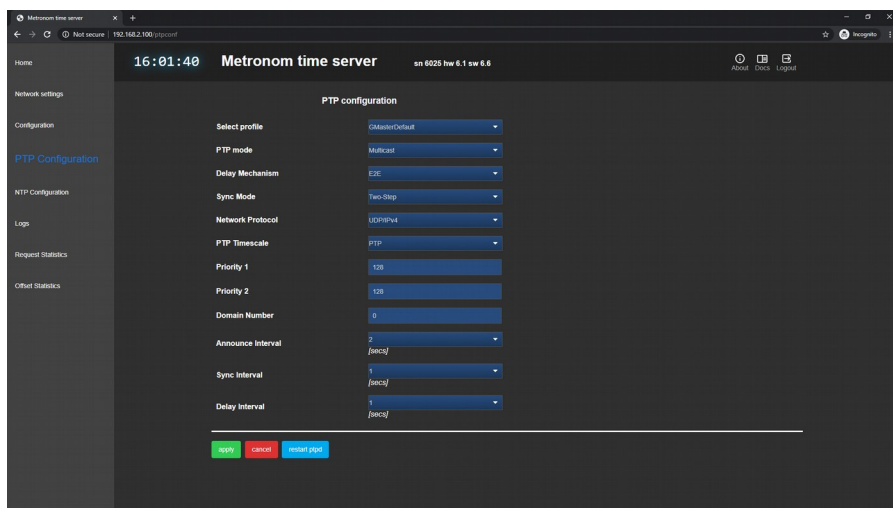 Metronom time server × +
Not secure 192.168.2.100/ptpconf Incognito
16:01:40 Metronom time server sn 6025 hw 6.1 sw 6.6
About Docs Logout
Home
Network settings
Configuration
PTP Configuration
NTP Configuration
Logs
Request Statistics
Offset Statistics
PTP configuration
Select profile GMasterDefault
PTP mode Multicast
Delay Mechanism E2E
Sync Mode Two-Step
Network Protocol UDP/IPv4
PTP Timescale PTP
Priority 1 128
Priority 2 128
Domain Number 0
Announce Interval 2
[secs]
Sync Interval 1
[secs]
Delay Interval 1
[secs]
apply cancel restart ptpd